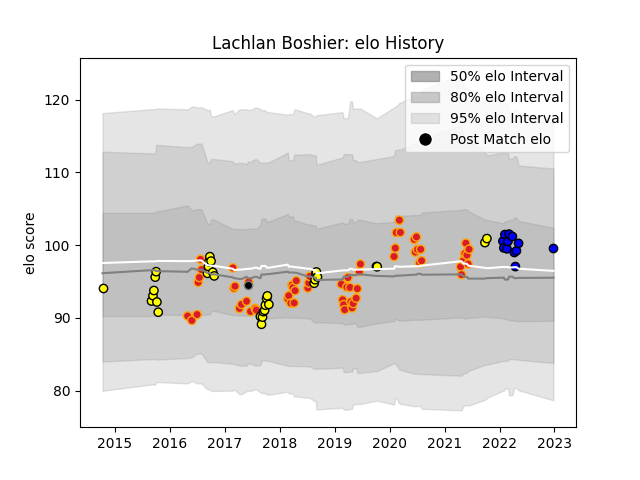 Lachlan Boshier: elo History
50% elo Interval
80% elo Interval
95% elo Interval
Post Match elo
elo score
120
110
100
90
80
2015 2016 2017 2018 2019 2020 2021 2022 2023